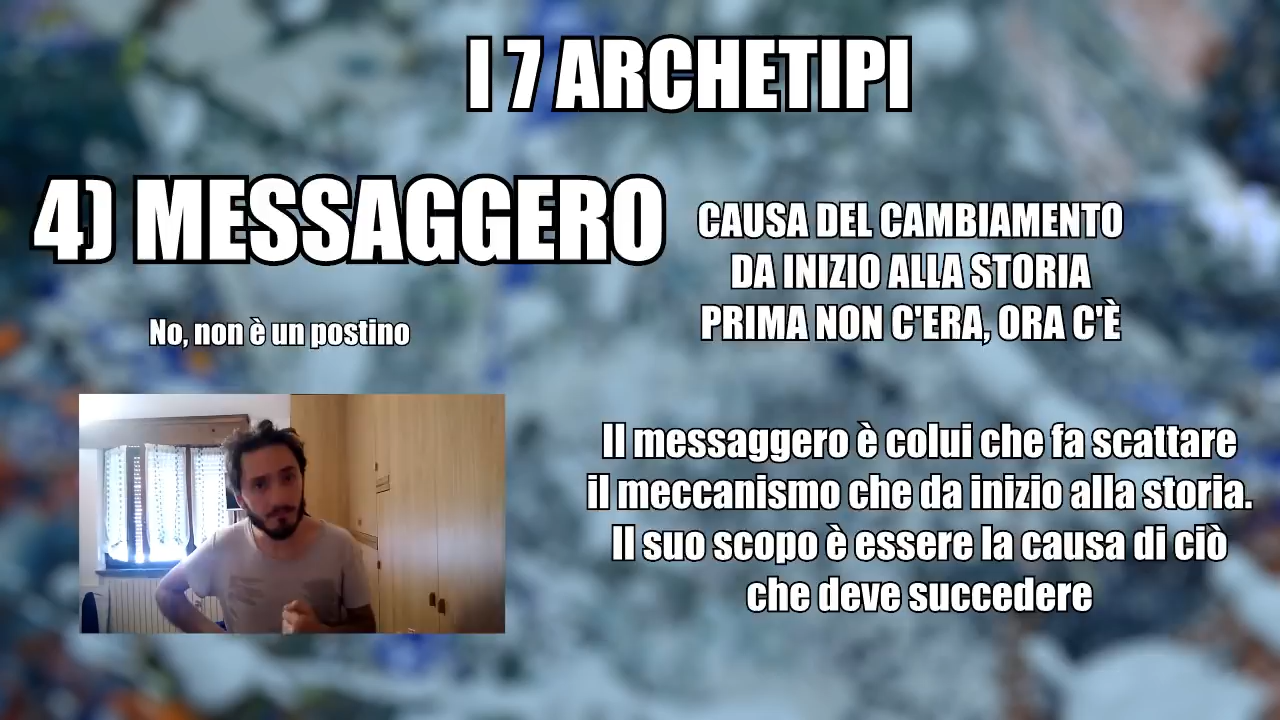 I 7 ARCHETIPI
4) MESSAGGERO
No, non è un postino
CAUSA DEL CAMBIAMENTO
DA INIZIO ALLA STORIA
PRIMA NON C'ERA, ORA C'È
Il messaggero è colui che fa scattare
il meccanismo che da inizio alla storia.
Il suo scopo è essere la causa di ciò
che deve succedere